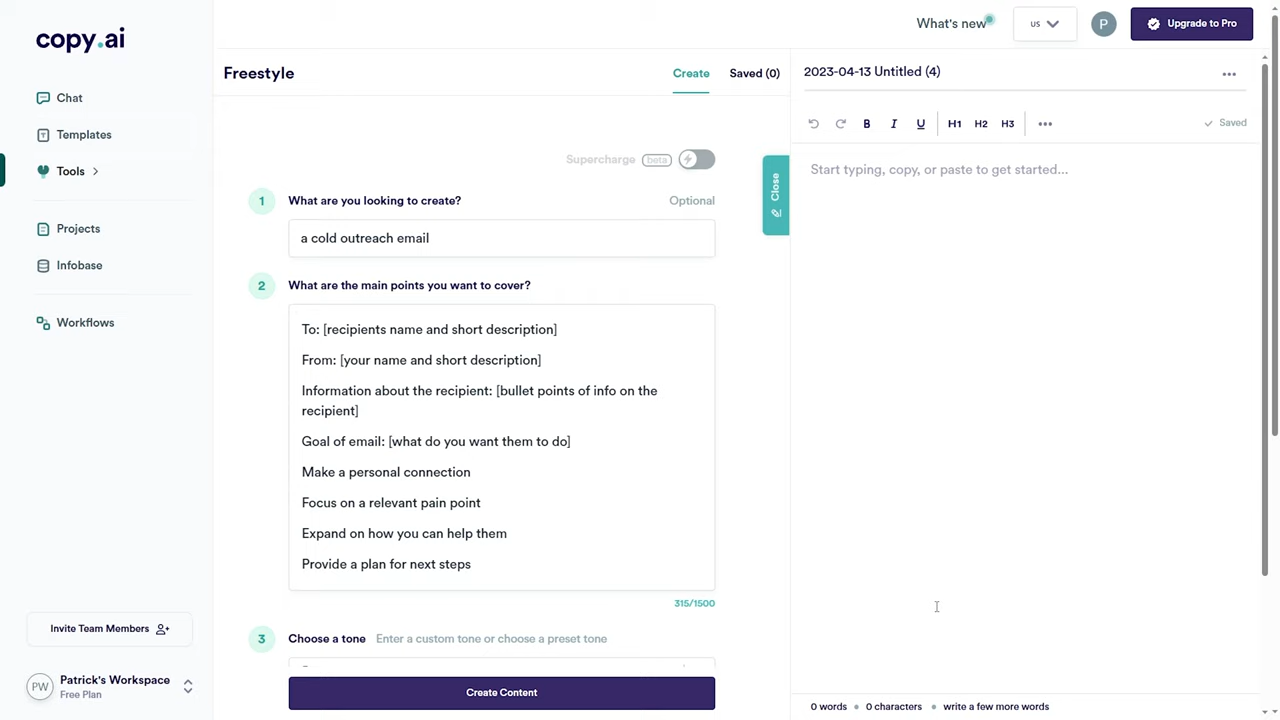 copy.ai
What's new
us
P
Upgrade to Pro
Chat
Templates
Tools
Projects
Infobase
Workflows
Invite Team Members
PW
Patrick's Workspace
Free Plan
Freestyle
Create
Saved (0)
Supercharge beta
1 What are you looking to create? Optional
a cold outreach email
2 What are the main points you want to cover?
To: [recipients name and short description]
From: [your name and short description]
Information about the recipient: [bullet points of info on the
recipient]
Goal of email: [what do you want them to do]
Make a personal connection
Focus on a relevant pain point
Expand on how you can help them
Provide a plan for next steps
315/1500
3 Choose a tone Enter a custom tone or choose a preset tone
Create Content
Close
2023-04-13 Untitled (4)
B I U H1 H2 H3
Saved
Start typing, copy, or paste to get started...
0 words • 0 characters • write a few more words